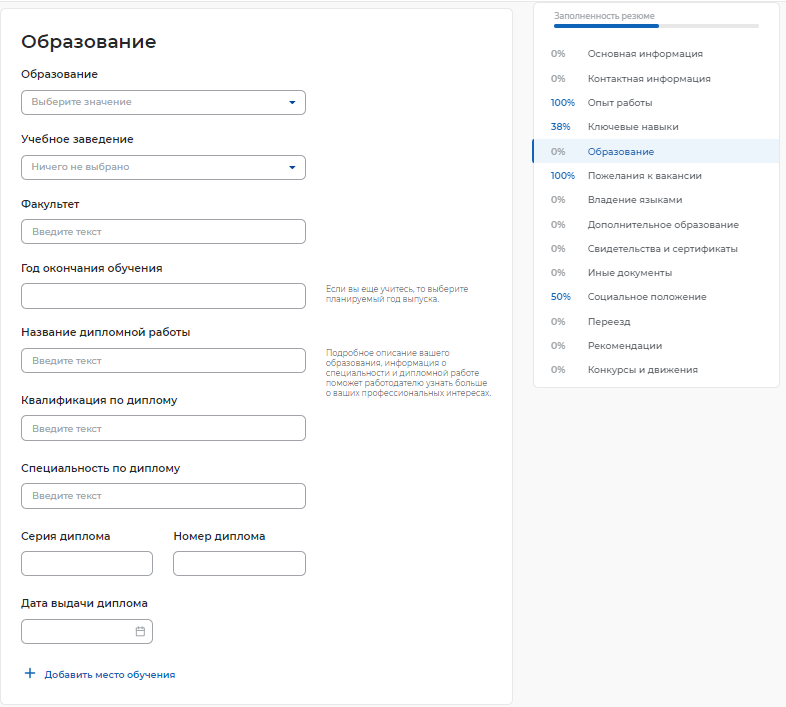 Образование
Образование
Выберите значение
Учебное заведение
Ничего не выбрано
Факультет
Введите текст
Год окончания обучения
Если вы еще учитесь, то выберите
планируемый год выпуска.
Название дипломной работы
Введите текст
Подробное описание вашего
образования, информация о
специальности и дипломной работе
поможет работодателю узнать больше
о ваших профессиональных интересах.
Квалификация по диплому
Введите текст
Специальность по диплому
Введите текст
Серия диплома
Номер диплома
Дата выдачи диплома
+ Добавить место обучения
Заполненность резюме
0% Основная информация
0% Контактная информация
100% Опыт работы
38% Ключевые навыки
0% Образование
100% Пожелания к вакансии
0% Владение языками
0% Дополнительное образование
0% Свидетельства и сертификаты
0% Иные документы
50% Социальное положение
0% Переезд
0% Рекомендации
0% Конкурсы и движения